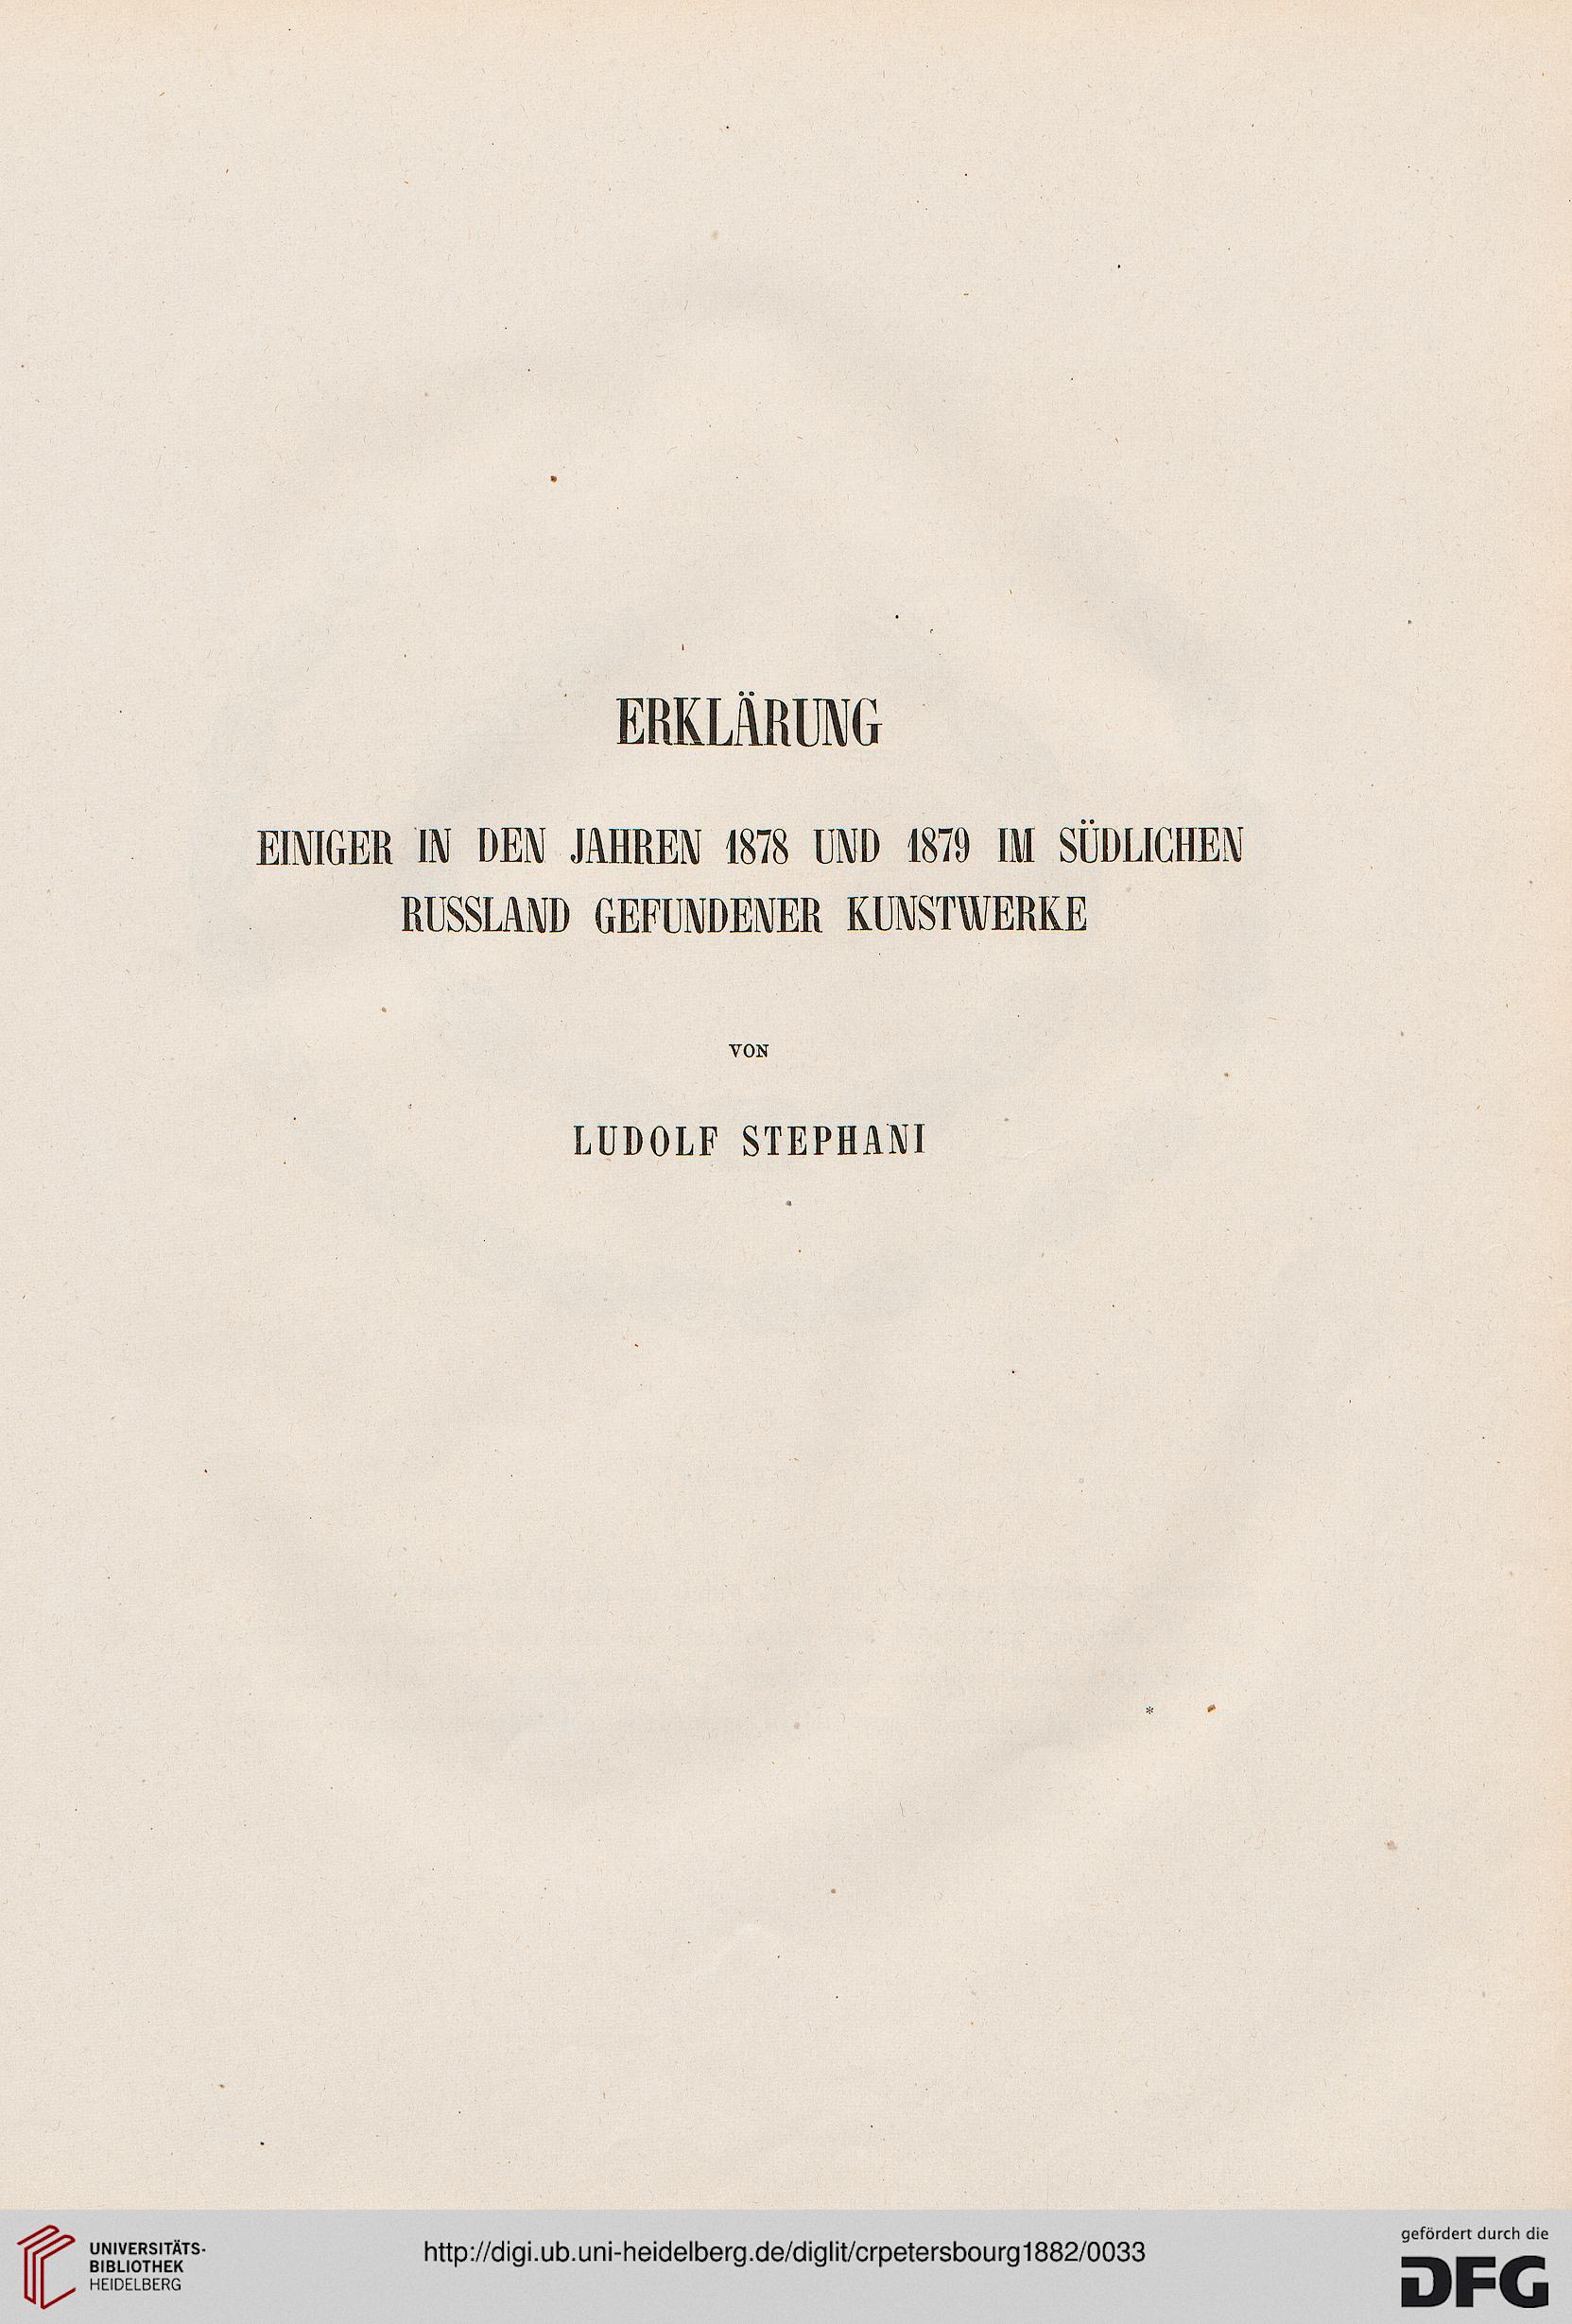 ERKLÄRUNG
EINIGER IN DEN JAHREN 1878 UND 1879 IM SÜDLICHEN
RUSSLAND GEFUNDENER KUNSTWERKE
VON
LUDOLF STEPHANI
*
UNIVERSITÄTS-
BIBLIOTHEK
HEIDELBERG
http://digi.ub.uni-heidelberg.de/diglit/crpetersbourg1882/0033
gefördert durch die
DFG